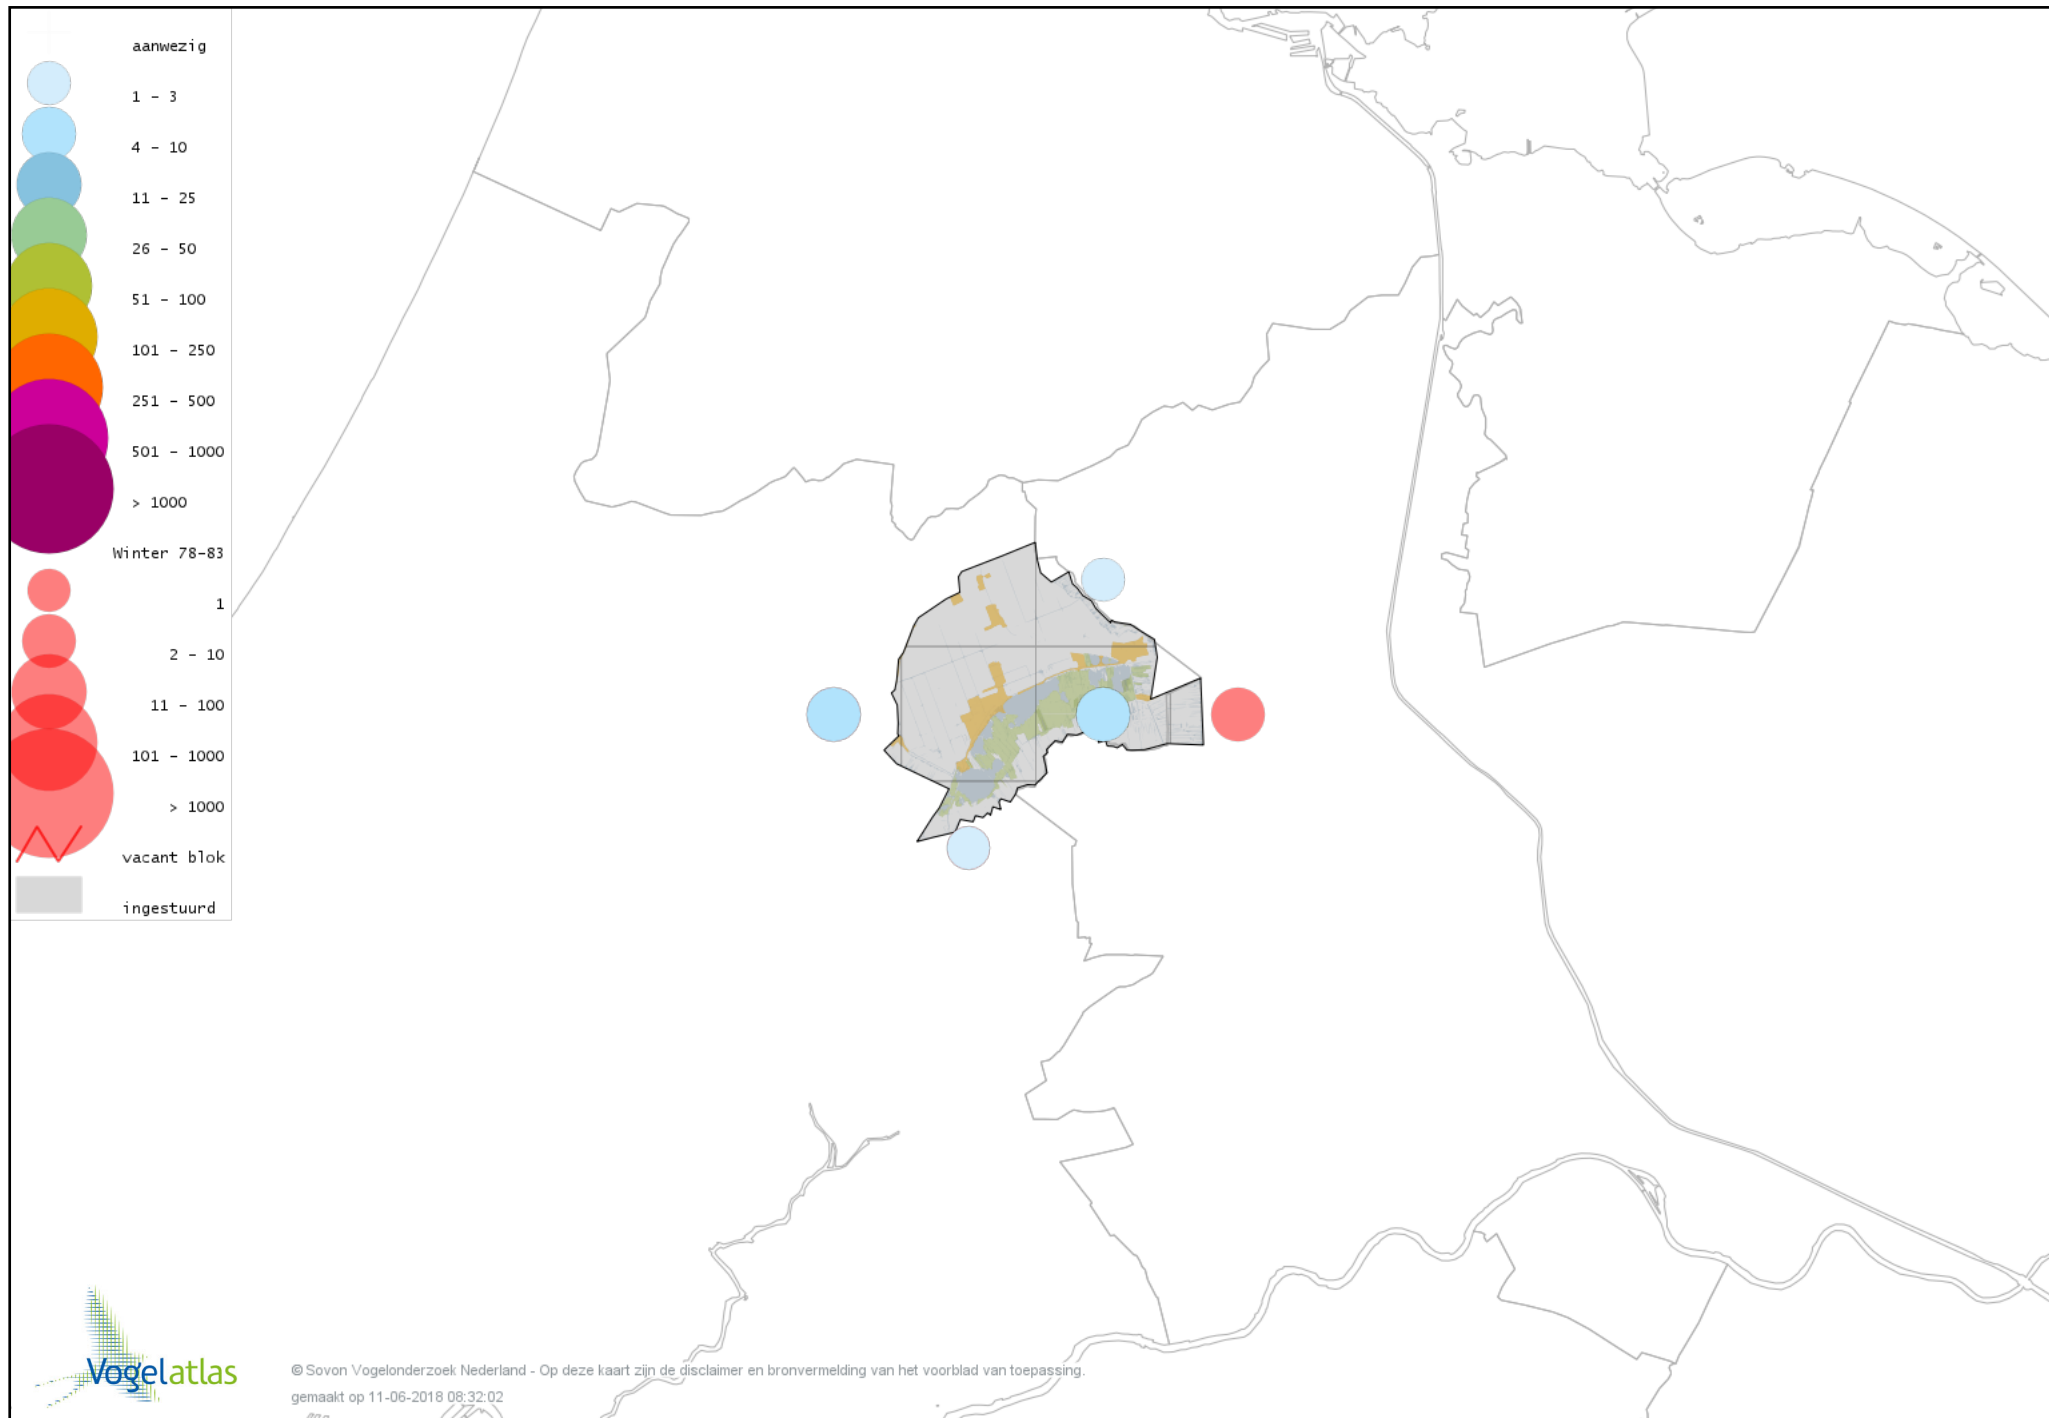 aanwezig
1 - 3
4 - 10
11 - 25
26 - 50
51 - 100
101 - 250
251 - 500
501 - 1000
> 1000
Winter 78-83
1
2 - 10
11 - 100
101 - 1000
> 1000
vacant blok
ingestuurd
Vogelatlas
© Sovon Vogelonderzoek Nederland - Op deze kaart zijn de disclaimer en bronvermelding van het voorblad van toepassing.
gemaakt op 11-06-2018 08:32:02